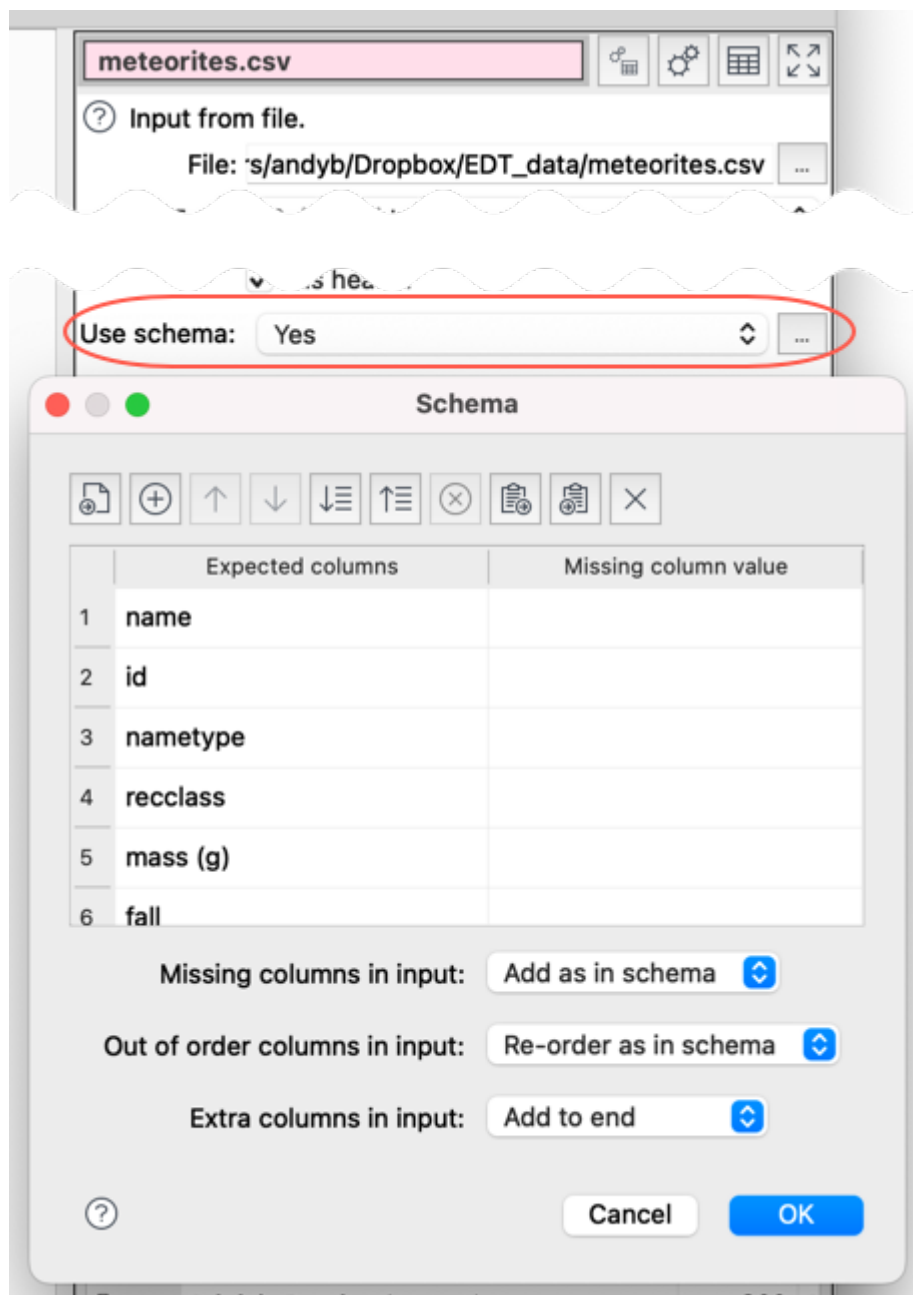 meteorites.csv
Input from file.
File: rs/andyb/Dropbox/EDT_data/meteorites.csv ...
Use schema: Yes ...
Schema
Expected columns Missing column value
1 name
2 id
3 nametype
4 recclass
5 mass (g)
6 fall
Missing columns in input: Add as in schema
Out of order columns in input: Re-order as in schema
Extra columns in input: Add to end
? Cancel OK